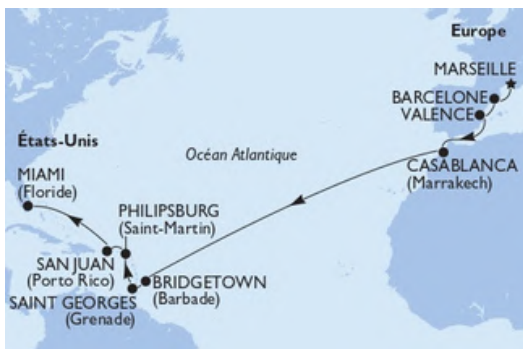 Europe
MARSEILLE
BARCELONE
VALENCE
États-Unis
Océan Atlantique
CASABLANCA
(Marrakech)
MIAMI
(Floride)
PHILIPSBURG
(Saint-Martin)
SAN JUAN
(Porto Rico)
BRIDGETOWN
(Barbade)
SAINT GEORGES
(Grenade)